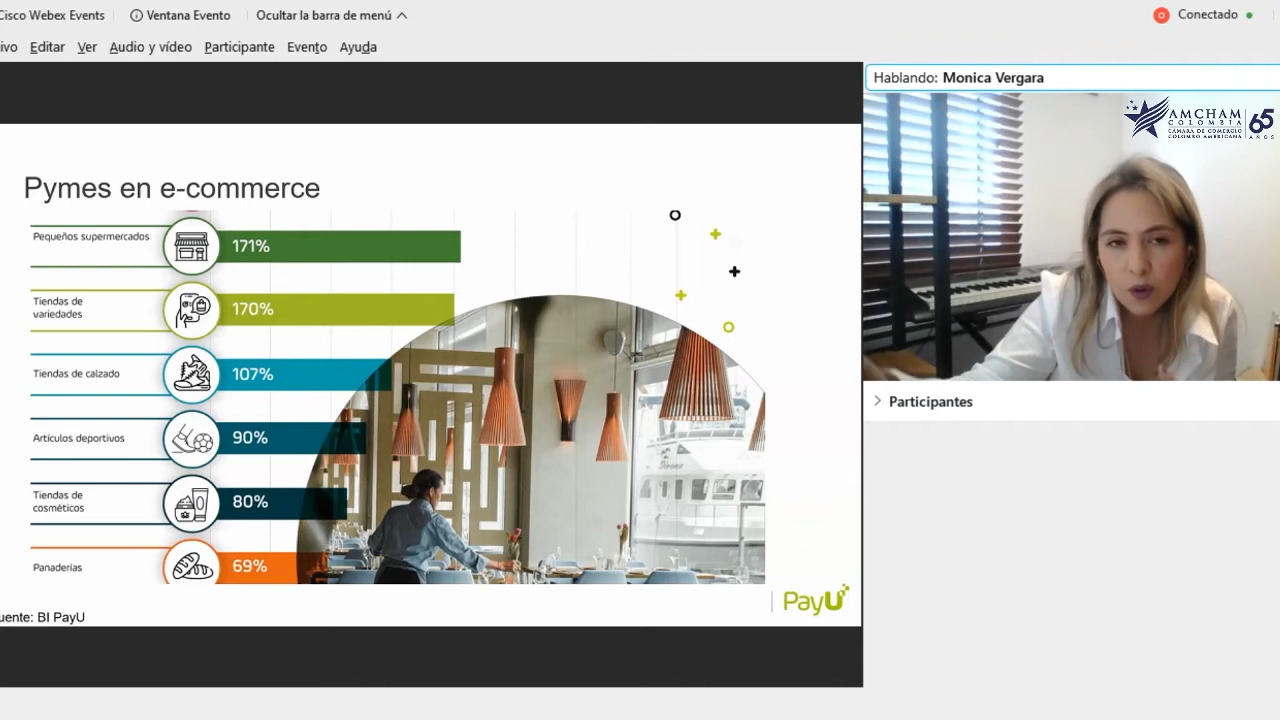 Cisco Webex Events
Ventana Evento
Ocultar la barra de menú
Conectado
ivo Editar Ver Audio y vídeo Participante Evento Ayuda
Hablando: Monica Vergara
AMCHAM
COLOMBIA
CÁMARA DE COMERCIO
COLOMBO AMERICANA
65
AÑOS
Pymes en e-commerce
Pequeños supermercados
171%
Tiendas de
variedades
170%
Tiendas de calzado
107%
Artículos deportivos
90%
Tiendas de
cosméticos
80%
Panaderías
69%
uente: BI PayU
PayU
Participantes